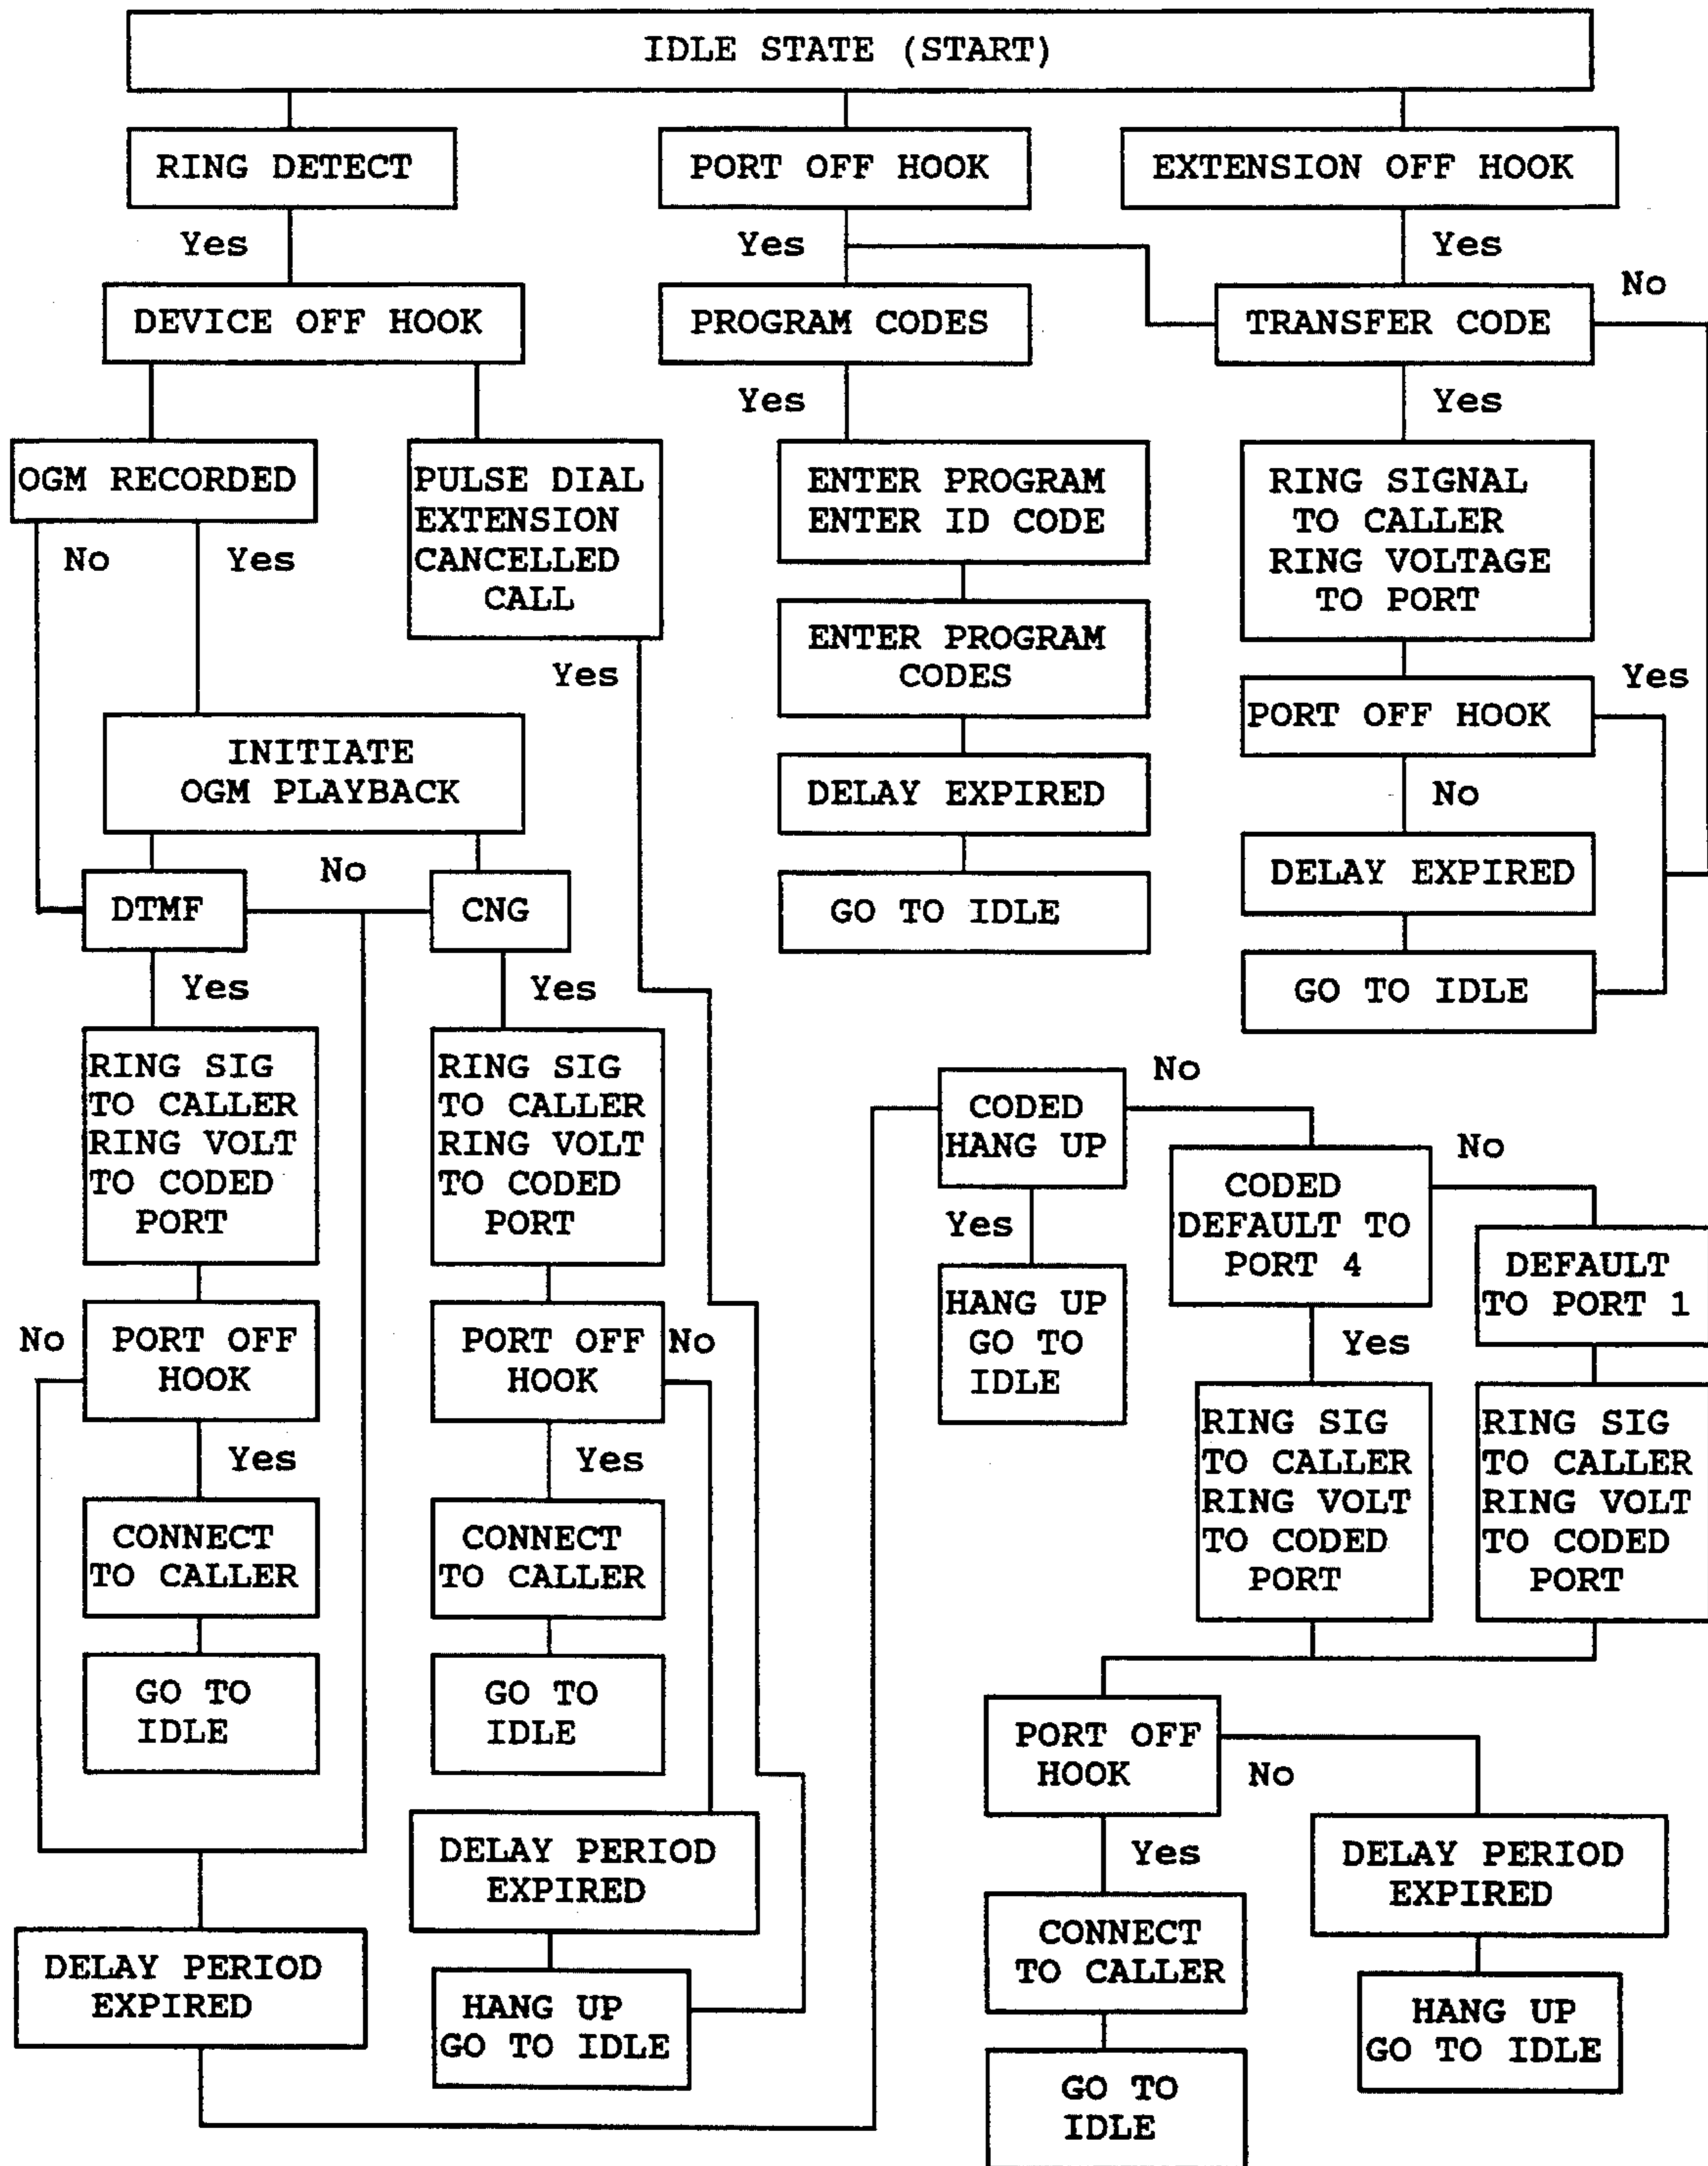 IDLE STATE (START)
RING DETECT
PORT OFF HOOK
EXTENSION OFF HOOK
Yes
Yes
Yes
No
DEVICE OFF HOOK
PROGRAM CODES
TRANSFER CODE
Yes
Yes
OGM RECORDED
No
Yes
PULSE DIAL
EXTENSION
CANCELLED
CALL
Yes
ENTER PROGRAM
ENTER ID CODE
ENTER PROGRAM
CODES
DELAY EXPIRED
GO TO IDLE
RING SIGNAL
TO CALLER
RING VOLTAGE
TO PORT
Yes
PORT OFF HOOK
No
DELAY EXPIRED
GO TO IDLE
INITIATE
OGM PLAYBACK
No
DTMF
CNG
Yes
Yes
RING SIG
TO CALLER
RING VOLT
TO CODED
PORT
RING SIG
TO CALLER
RING VOLT
TO CODED
PORT
No
PORT OFF
HOOK
PORT OFF
HOOK
No
Yes
Yes
CONNECT
TO CALLER
CONNECT
TO CALLER
GO TO
IDLE
GO TO
IDLE
DELAY PERIOD
EXPIRED
DELAY PERIOD
EXPIRED
HANG UP
GO TO IDLE
CODED
HANG UP
No
Yes
HANG UP
GO TO
IDLE
CODED
DEFAULT TO
PORT 4
No
Yes
DEFAULT
TO PORT 1
RING SIG
TO CALLER
RING VOLT
TO CODED
PORT
RING SIG
TO CALLER
RING VOLT
TO CODED
PORT
PORT OFF
HOOK
No
Yes
DELAY PERIOD
EXPIRED
CONNECT
TO CALLER
HANG UP
GO TO IDLE
GO TO
IDLE